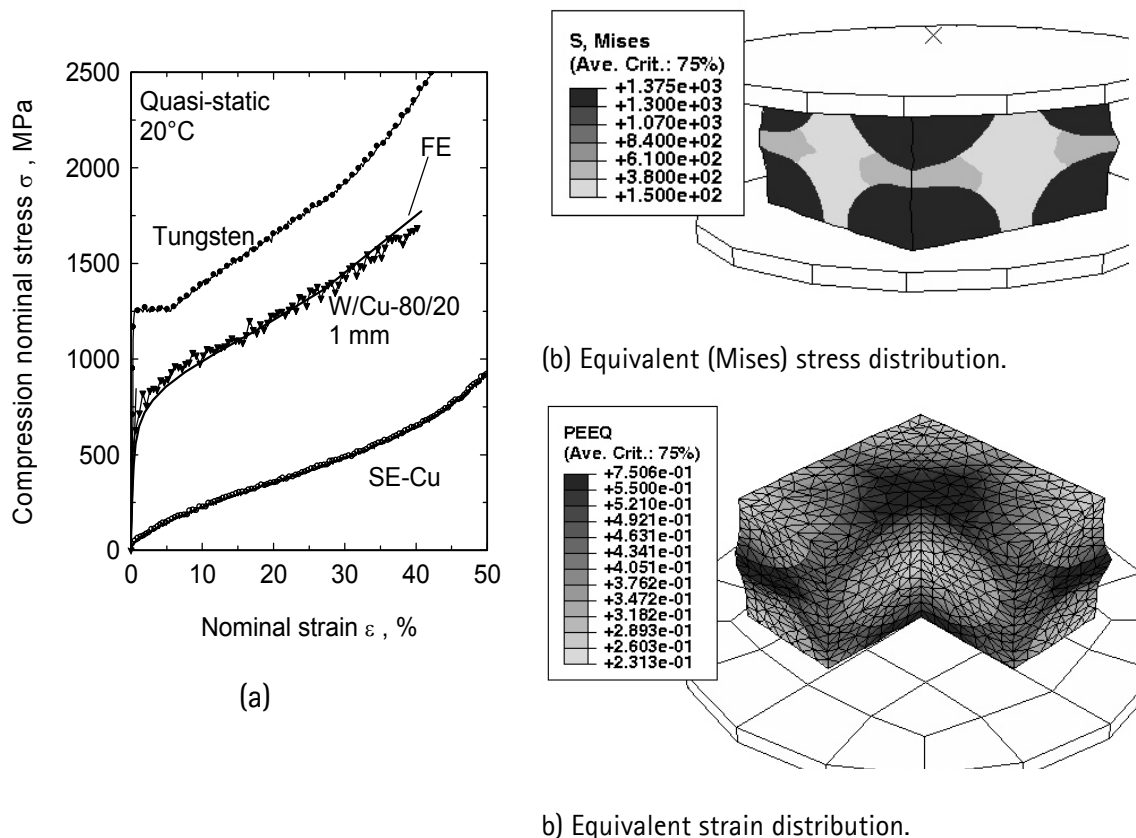 2500
2000
1500
1000
500
0
Compression nominal stress σ , MPa
Quasi-static
20°C
FE
Tungsten
W/Cu-80/20
1 mm
SE-Cu
0 10 20 30 40 50
Nominal strain ε , %
(a)
S, Mises
(Ave. Crit.: 75%)
+1.375e+03
+1.300e+03
+1.070e+03
+8.400e+02
+6.100e+02
+3.800e+02
+1.500e+02
(b) Equivalent (Mises) stress distribution.
PEEQ
(Ave. Crit.: 75%)
+7.506e-01
+5.500e-01
+5.210e-01
+4.921e-01
+4.631e-01
+4.341e-01
+4.051e-01
+3.762e-01
+3.472e-01
+3.182e-01
+2.893e-01
+2.603e-01
+2.313e-01
b) Equivalent strain distribution.